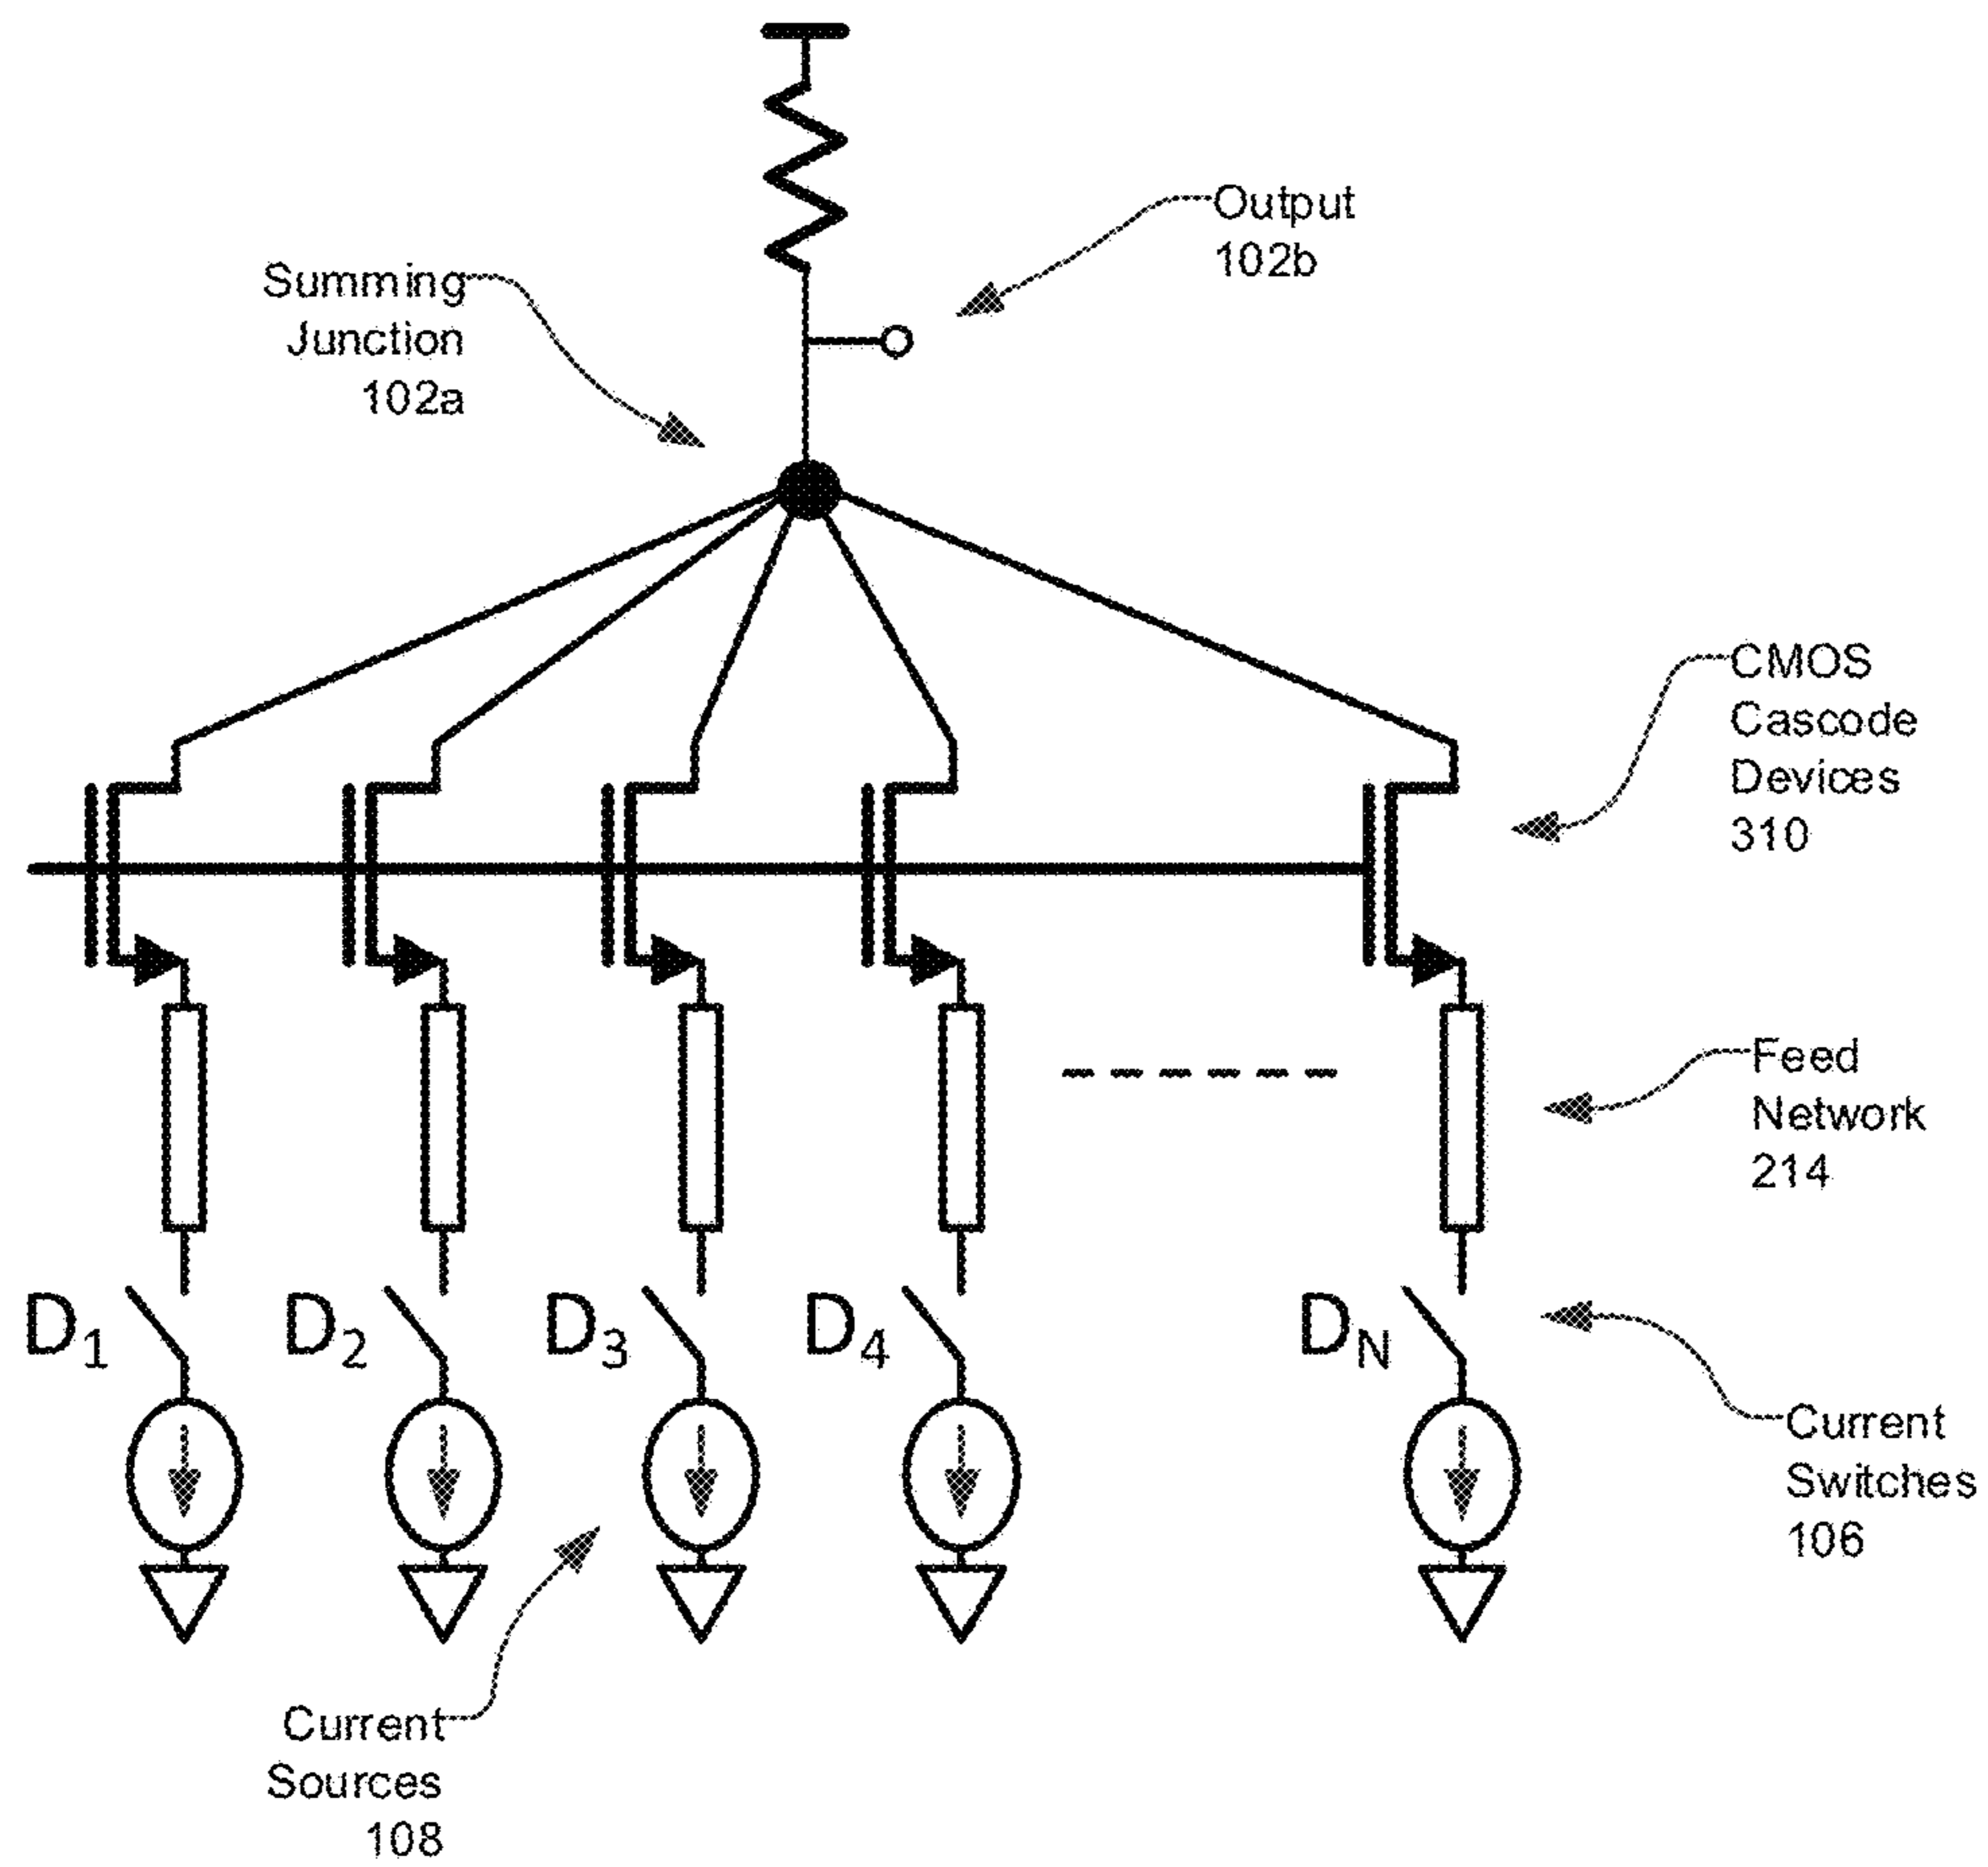 Output
102b
Summing
Junction
102a
CMOS
Cascode
Devices
310
Feed
Network
214
D1 D2 D3 D4 DN
Current
Switches
106
Current
Sources
108